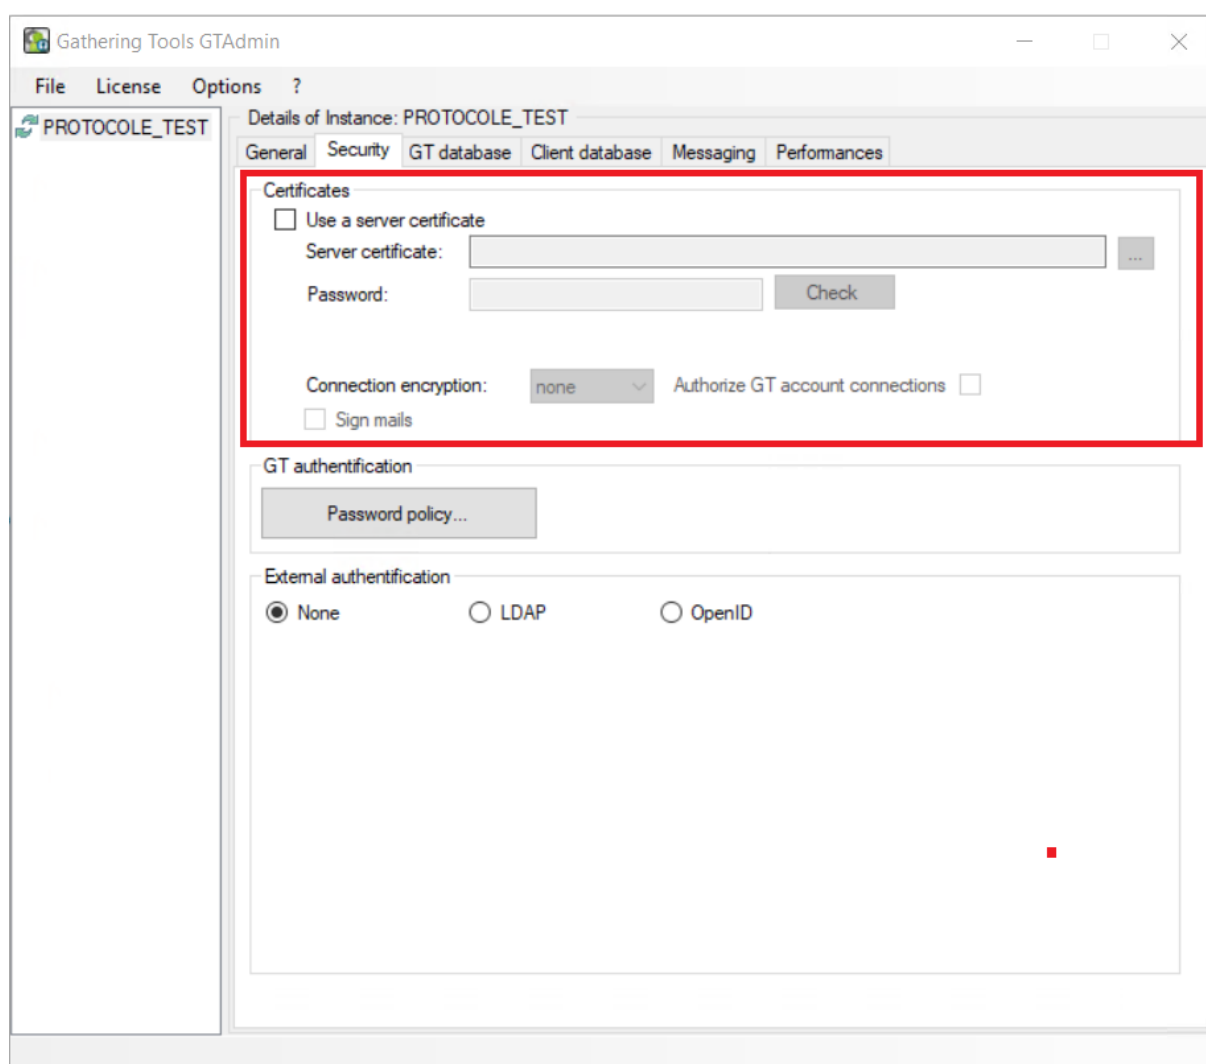 Gathering Tools GTAdmin
File License Options ?
PROTOCOLE_TEST
Details of Instance: PROTOCOLE_TEST
General Security GT database Client database Messaging Performances
Certificates
Use a server certificate
Server certificate: ...
Password: Check
Connection encryption: none Authorize GT account connections
Sign mails
GT authentification
Password policy...
External authentification
None LDAP OpenID